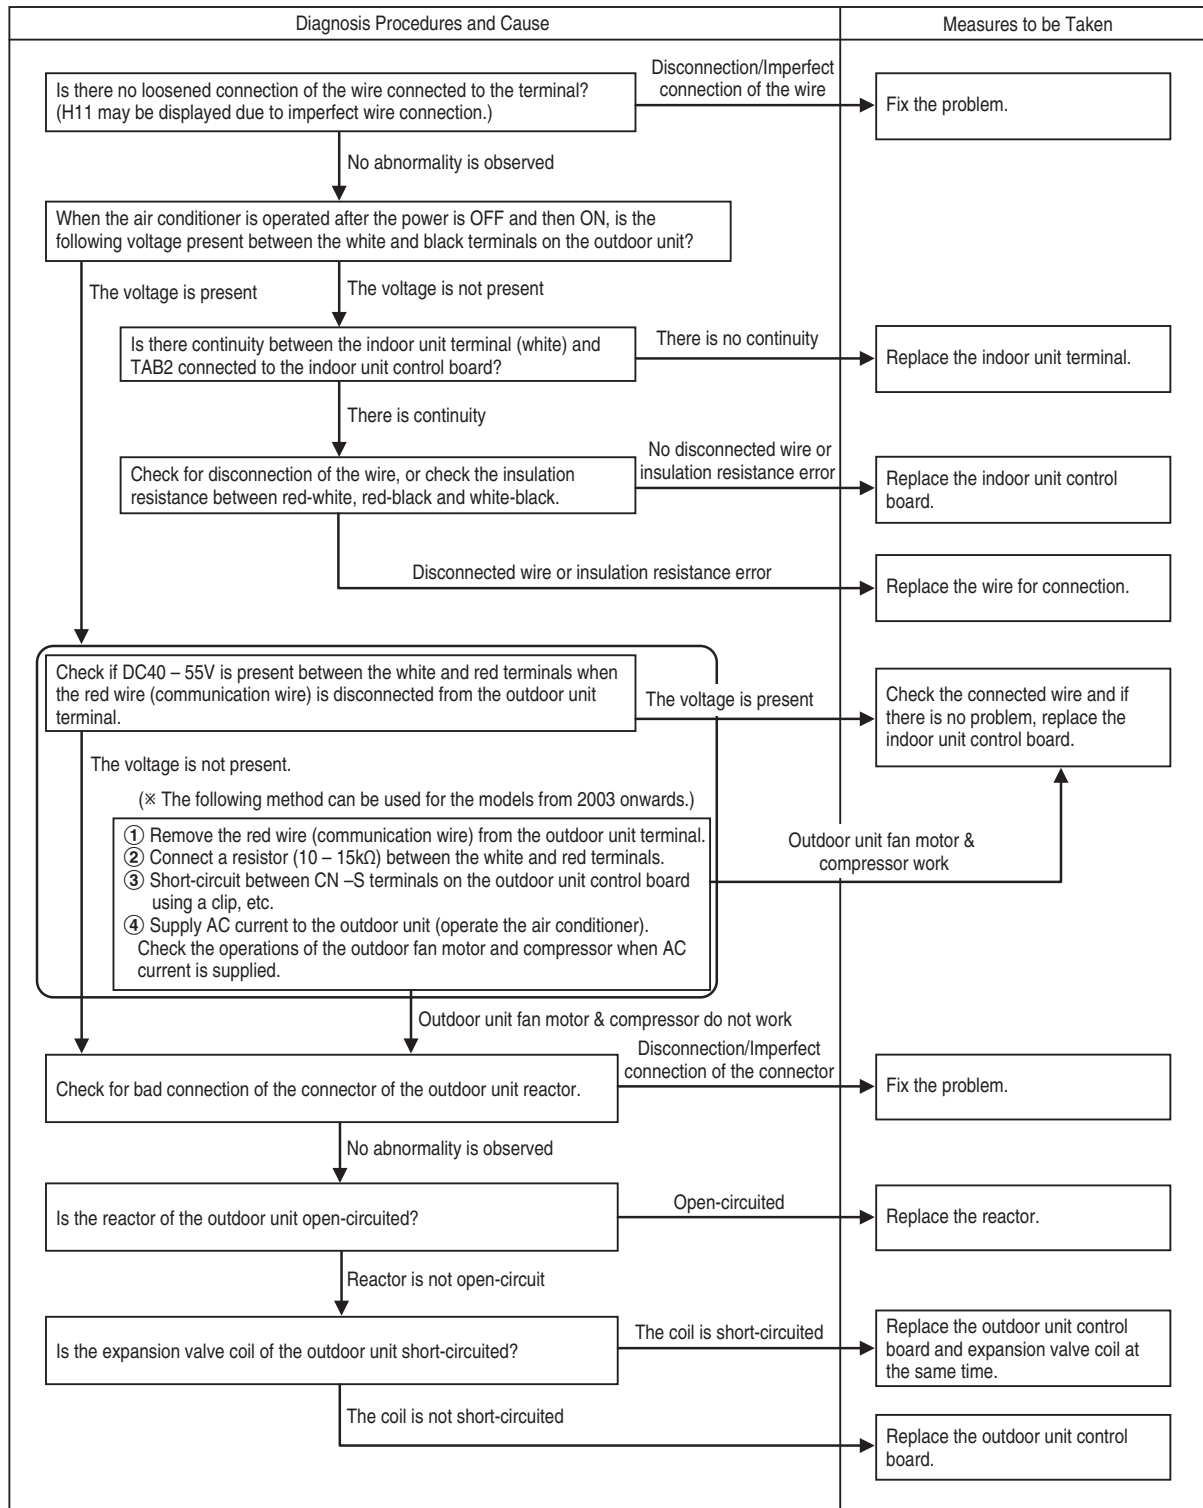 Diagnosis Procedures and Cause
Measures to be Taken
Is there no loosened connection of the wire connected to the terminal?
(H11 may be displayed due to imperfect wire connection.)
Disconnection/Imperfect
connection of the wire
Fix the problem.
No abnormality is observed
When the air conditioner is operated after the power is OFF and then ON, is the
following voltage present between the white and black terminals on the outdoor unit?
The voltage is present
The voltage is not present
Is there continuity between the indoor unit terminal (white) and
TAB2 connected to the indoor unit control board?
There is no continuity
Replace the indoor unit terminal.
There is continuity
Check for disconnection of the wire, or check the insulation
resistance between red-white, red-black and white-black.
No disconnected wire or
insulation resistance error
Replace the indoor unit control
board.
Disconnected wire or insulation resistance error
Replace the wire for connection.
Check if DC40 – 55V is present between the white and red terminals when
the red wire (communication wire) is disconnected from the outdoor unit
terminal.
The voltage is present
Check the connected wire and if
there is no problem, replace the
indoor unit control board.
The voltage is not present.
(※ The following method can be used for the models from 2003 onwards.)
① Remove the red wire (communication wire) from the outdoor unit terminal.
② Connect a resistor (10 – 15kΩ) between the white and red terminals.
③ Short-circuit between CN –S terminals on the outdoor unit control board
using a clip, etc.
④ Supply AC current to the outdoor unit (operate the air conditioner).
Check the operations of the outdoor fan motor and compressor when AC
current is supplied.
Outdoor unit fan motor &
compressor work
Outdoor unit fan motor & compressor do not work
Check for bad connection of the connector of the outdoor unit reactor.
Disconnection/Imperfect
connection of the connector
Fix the problem.
No abnormality is observed
Is the reactor of the outdoor unit open-circuited?
Open-circuited
Replace the reactor.
Reactor is not open-circuit
Is the expansion valve coil of the outdoor unit short-circuited?
The coil is short-circuited
Replace the outdoor unit control
board and expansion valve coil at
the same time.
The coil is not short-circuited
Replace the outdoor unit control
board.